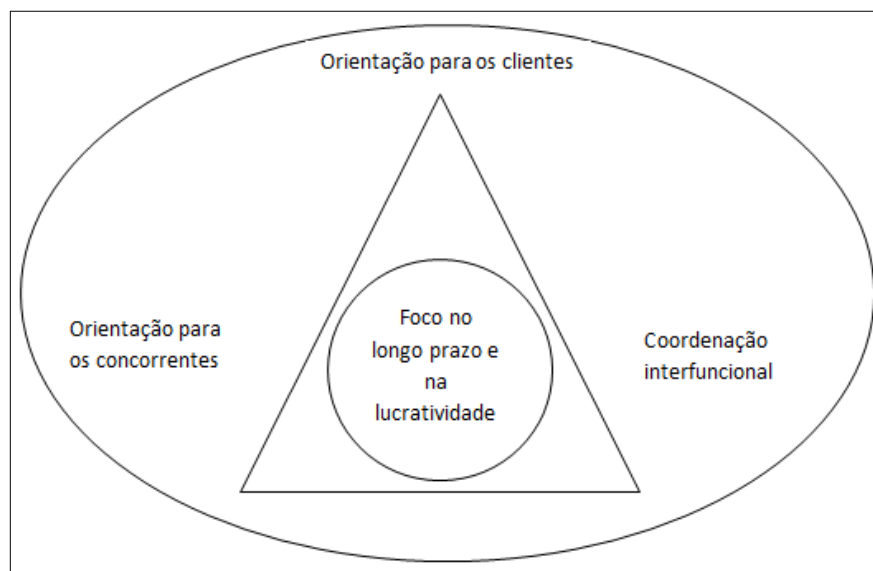 Orientação para os clientes
Foco no
longo prazo e
na
lucratividade
Orientação para
os concorrentes
Coordenação
interfuncional